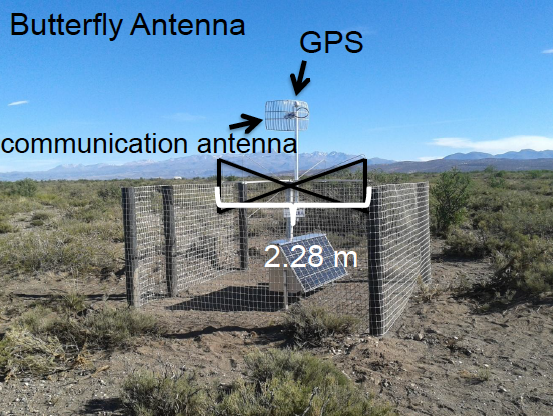 Butterfly Antenna
GPS
communication antenna
2.28 m